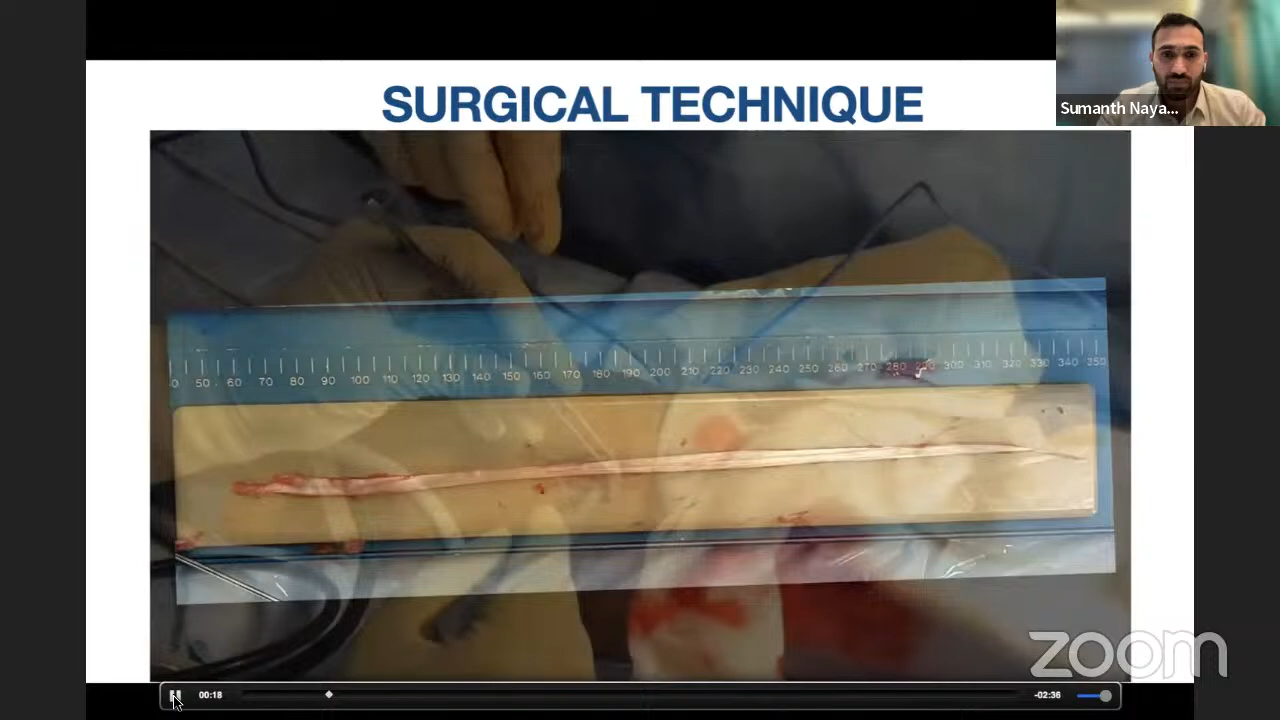 SURGICAL TECHNIQUE
Sumanth Naya...
50 60 70 80 90 100 110 120 130 140 150 160 170 180 190 200 210 220 230 240 250 260 270 280 290 300 310 320 330 340 350
zoom
00:18
-02:36